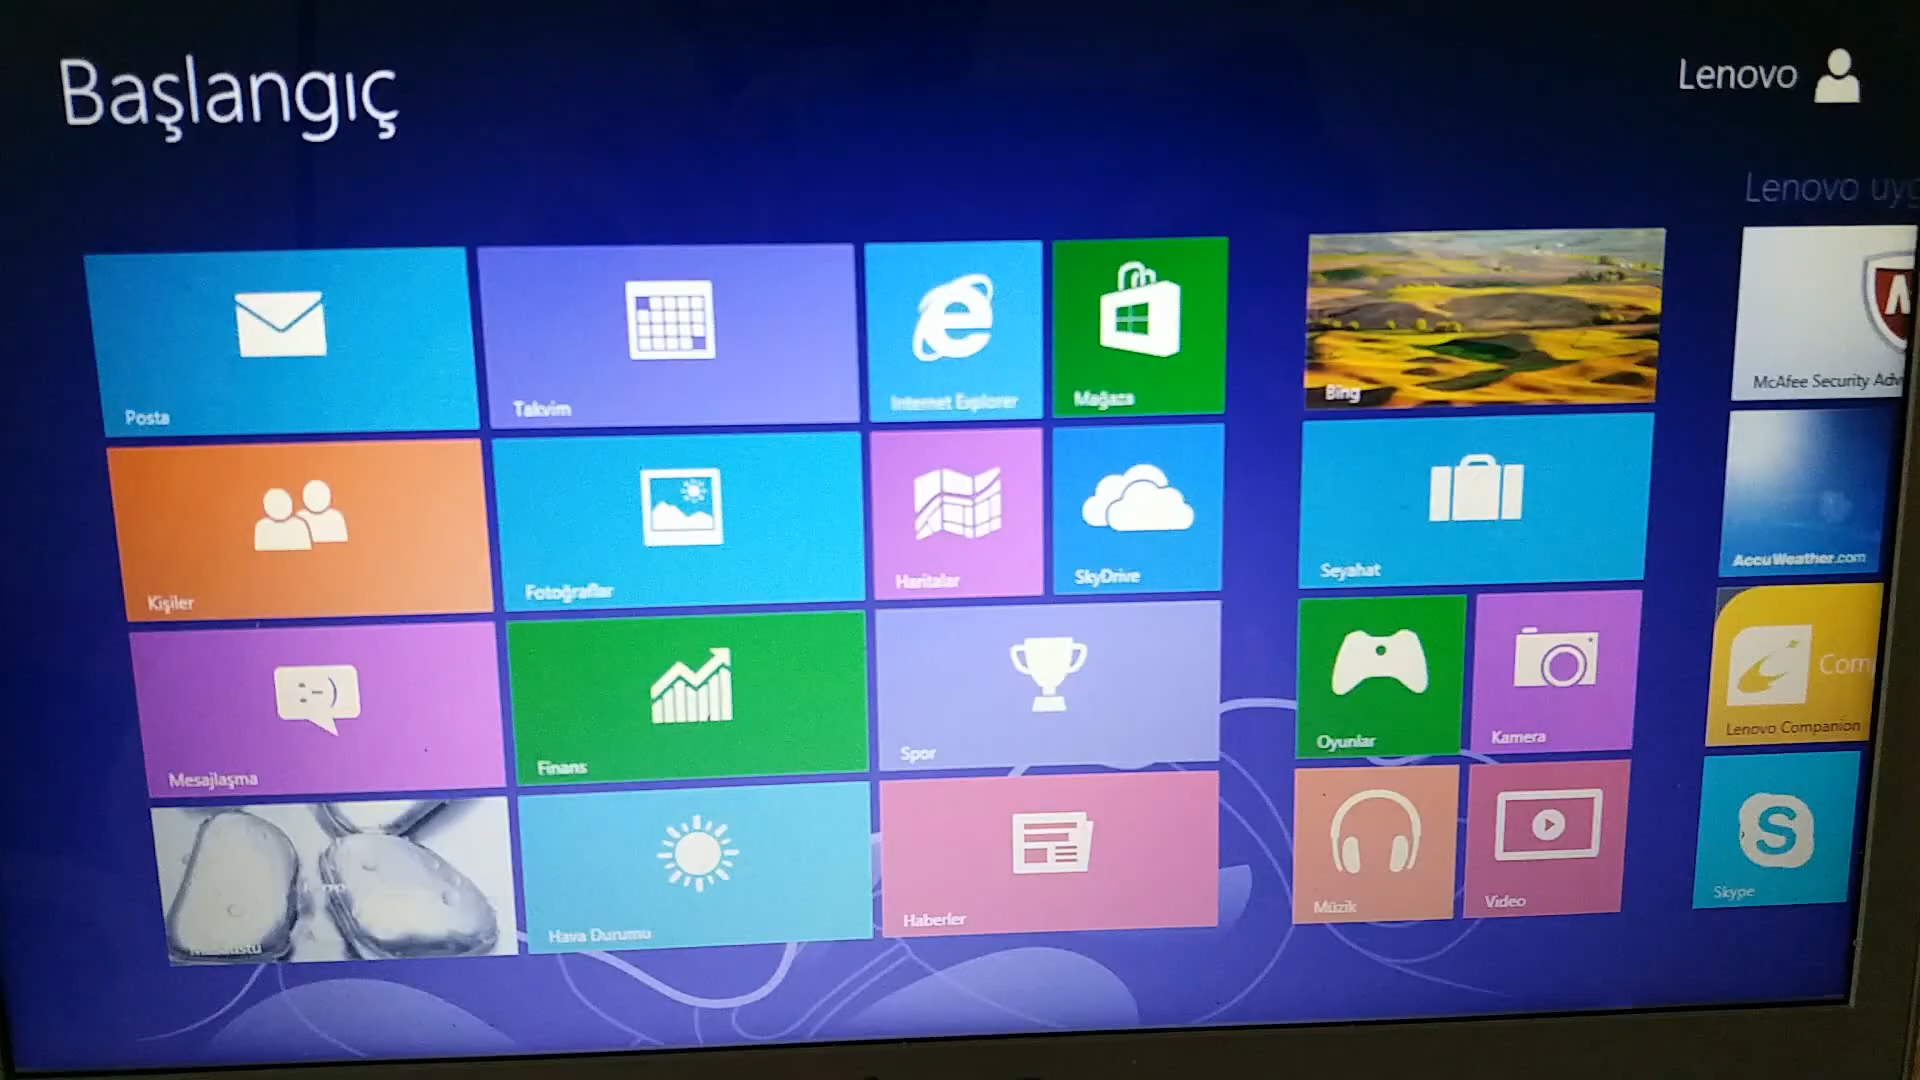 Başlangıç
Lenovo
Lenovo uyg
Posta
Takvim
Internet Explorer
Mağaza
Bing
McAfee Security Adv
Kişiler
Fotoğraflar
Haritalar
SkyDrive
Seyahat
AccuWeather.com
Mesajlaşma
Finans
Spor
Oyunlar
Kamera
Com
Lenovo Companion
Hava Durumu
Haberler
Müzik
Video
Skype